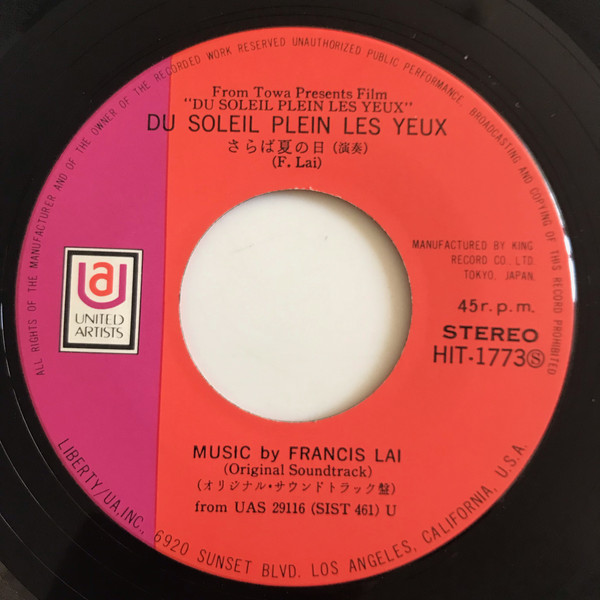 ALL RIGHTS OF THE MANUFACTURER AND OF THE OWNER OF THE RECORDED WORK RESERVED UNAUTHORIZED PUBLIC PERFORMANCE, BROADCASTING AND COPYING OF THIS RECORD PROHIBITED
From Towa Presents Film
"DU SOLEIL PLEIN LES YEUX"
DU SOLEIL PLEIN LES YEUX
さらば夏の日 (演奏)
(F. Lai)
MANUFACTURED BY KING
RECORD CO., LTD.
TOKYO, JAPAN.
45r.p.m.
STEREO
HIT-1773Ⓢ
ua
UNITED
ARTISTS
MUSIC by FRANCIS LAI
(Original Soundtrack)
(オリジナル・サウンドトラック盤)
from UAS 29116 (SIST 461) U
LIBERTY/UA, INC., 6920 SUNSET BLVD. LOS ANGELES, CALIFORNIA, U.S.A.